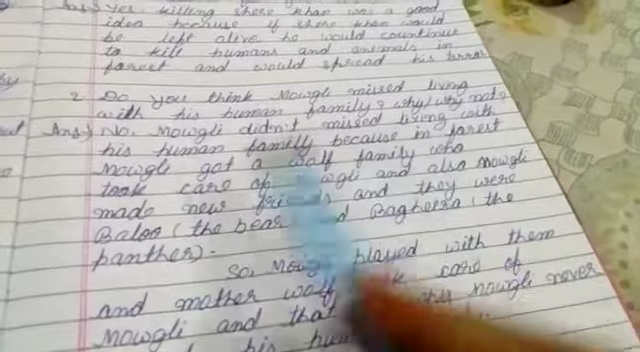 Ans) Yes, killing Shere Khan was a good
idea because if Shere Khan would
be left alive he would countinue
to kill humans and animals in
forest and would spread his terror
2. Do you think Mowgli missed living
with his human family? why/why not?
Ans) No, Mowgli didn't missed living with
his human family because in forest
Mowgli got a wolf family who
took care of and also Mowgli
made new and they were
Baloo (the bear Bagheera (the
panther).
So, played with them
and mother wolf care of
Mowgli and that Mowgli never
his